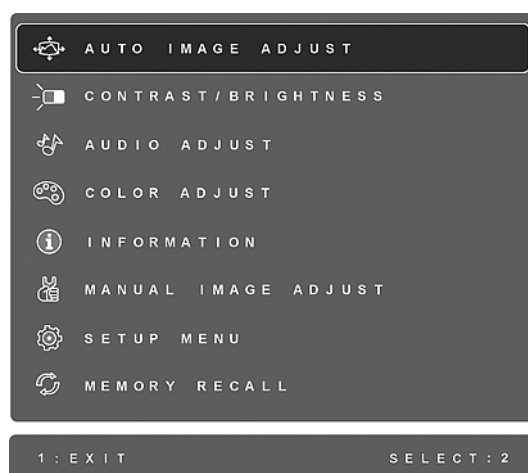 AUTO IMAGE ADJUST
CONTRAST/BRIGHTNESS
AUDIO ADJUST
COLOR ADJUST
INFORMATION
MANUAL IMAGE ADJUST
SETUP MENU
MEMORY RECALL
1:EXIT SELECT:2